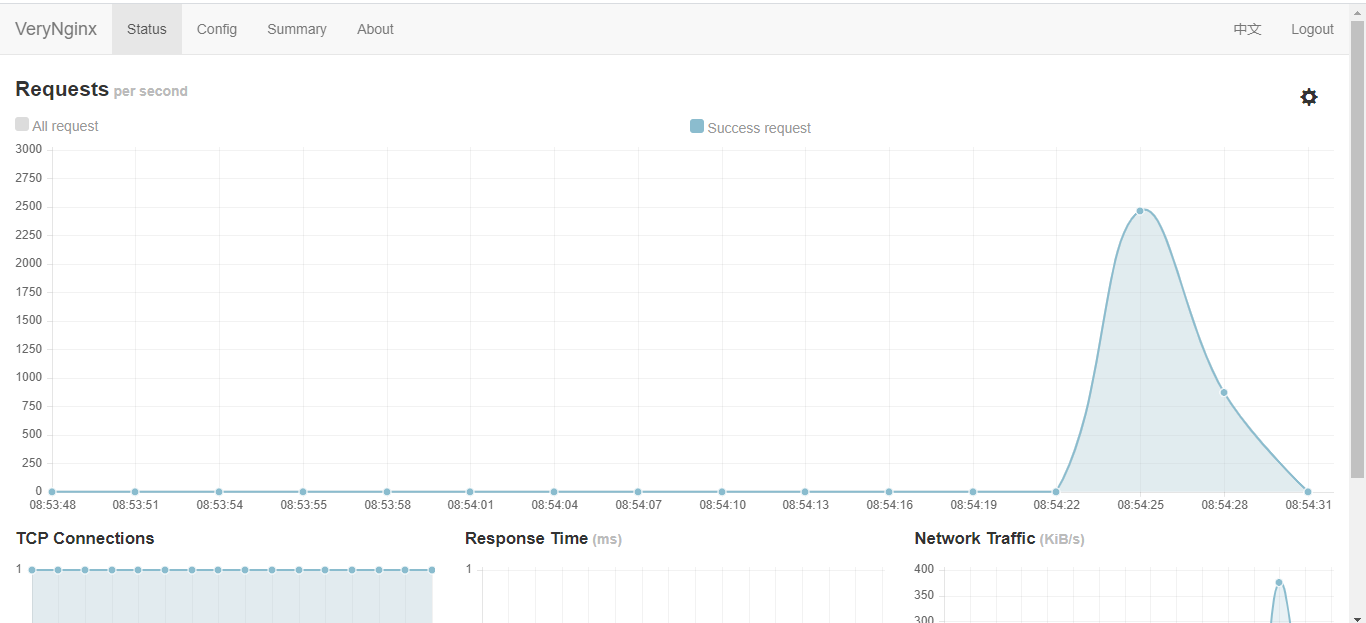 VeryNginx Status Config Summary About 中文 Logout
Requests per second
All request Success request
3000
2750
2500
2250
2000
1750
1500
1250
1000
750
500
250
0
08:53:48 08:53:51 08:53:54 08:53:55 08:53:58 08:54:01 08:54:04 08:54:07 08:54:10 08:54:13 08:54:16 08:54:19 08:54:22 08:54:25 08:54:28 08:54:31
TCP Connections Response Time (ms) Network Traffic (KiB/s)
1 1 400
350
300